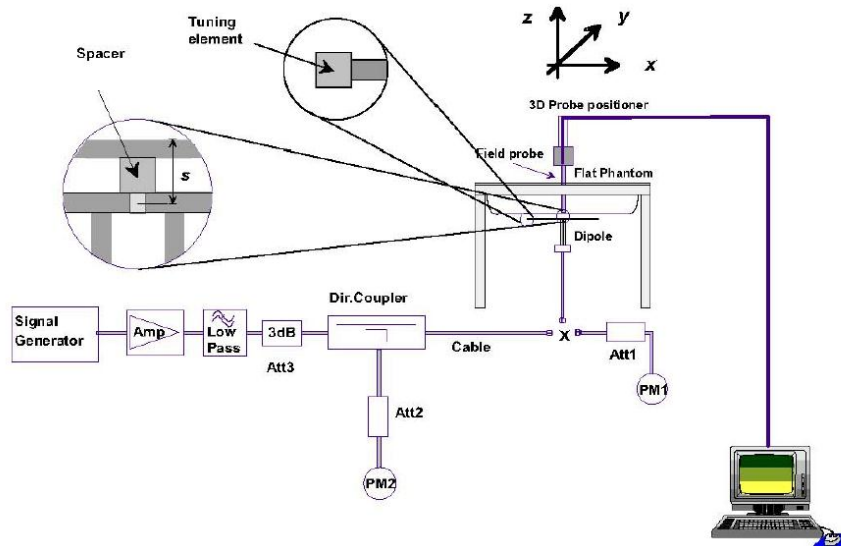 Tuning
element
Spacer
s
z
y
x
3D Probe positioner
Field probe
Flat Phantom
Dipole
Dir.Coupler
Signal
Generator
Amp
Low
Pass
3dB
Att3
Cable
X
Att1
PM1
Att2
PM2